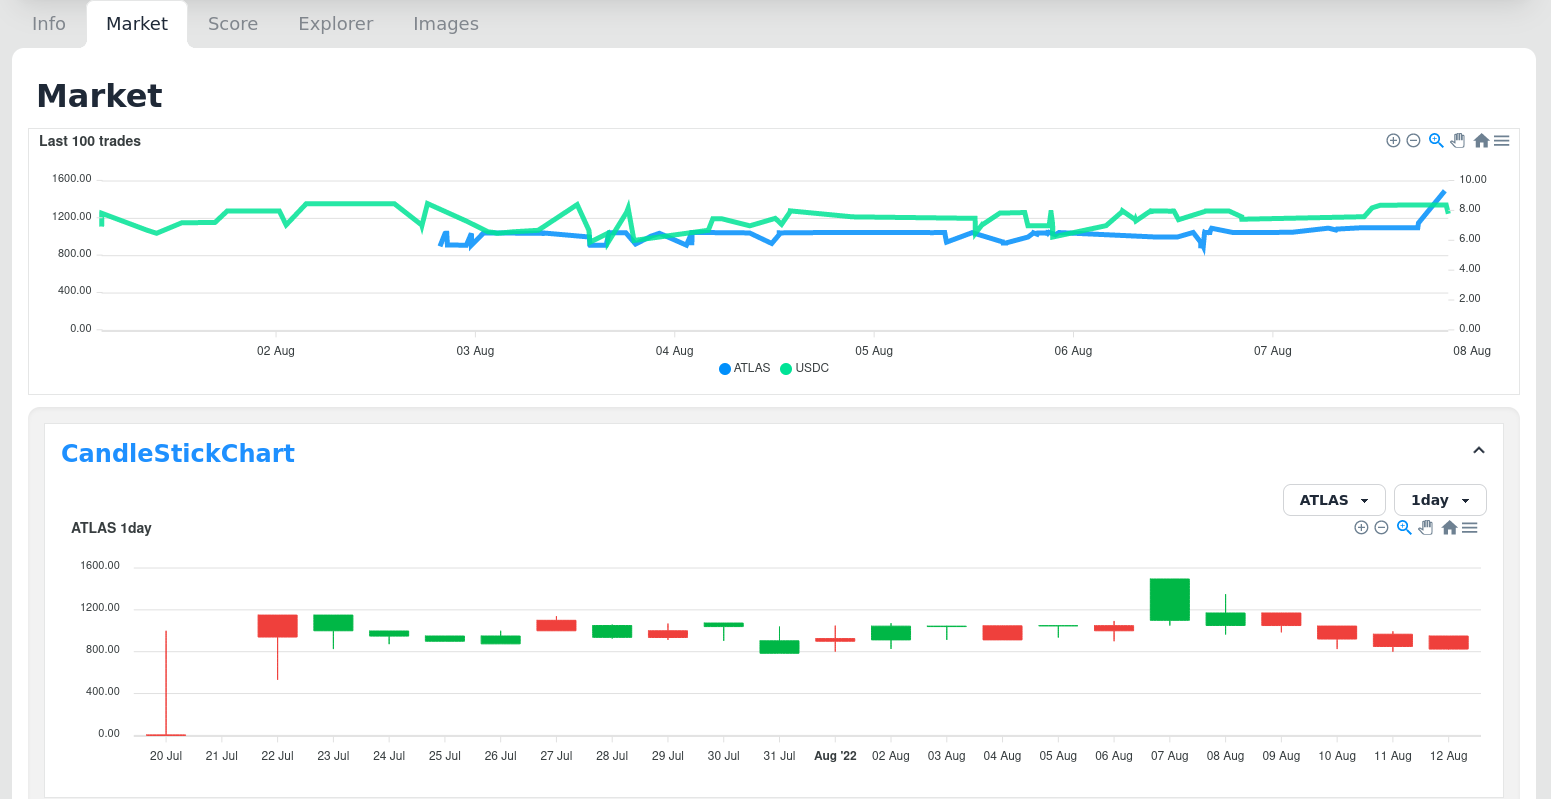 Info Market Score Explorer Images
Market
Last 100 trades
1600.00 10.00
1200.00 8.00
800.00 6.00
400.00 4.00
0.00 2.00
0.00
02 Aug 03 Aug 04 Aug 05 Aug 06 Aug 07 Aug 08 Aug
ATLAS USDC
CandleStickChart
ATLAS 1day
ATLAS 1day
1600.00
1200.00
800.00
400.00
0.00
20 Jul 21 Jul 22 Jul 23 Jul 24 Jul 25 Jul 26 Jul 27 Jul 28 Jul 29 Jul 30 Jul 31 Jul Aug '22 02 Aug 03 Aug 04 Aug 05 Aug 06 Aug 07 Aug 08 Aug 09 Aug 10 Aug 11 Aug 12 Aug